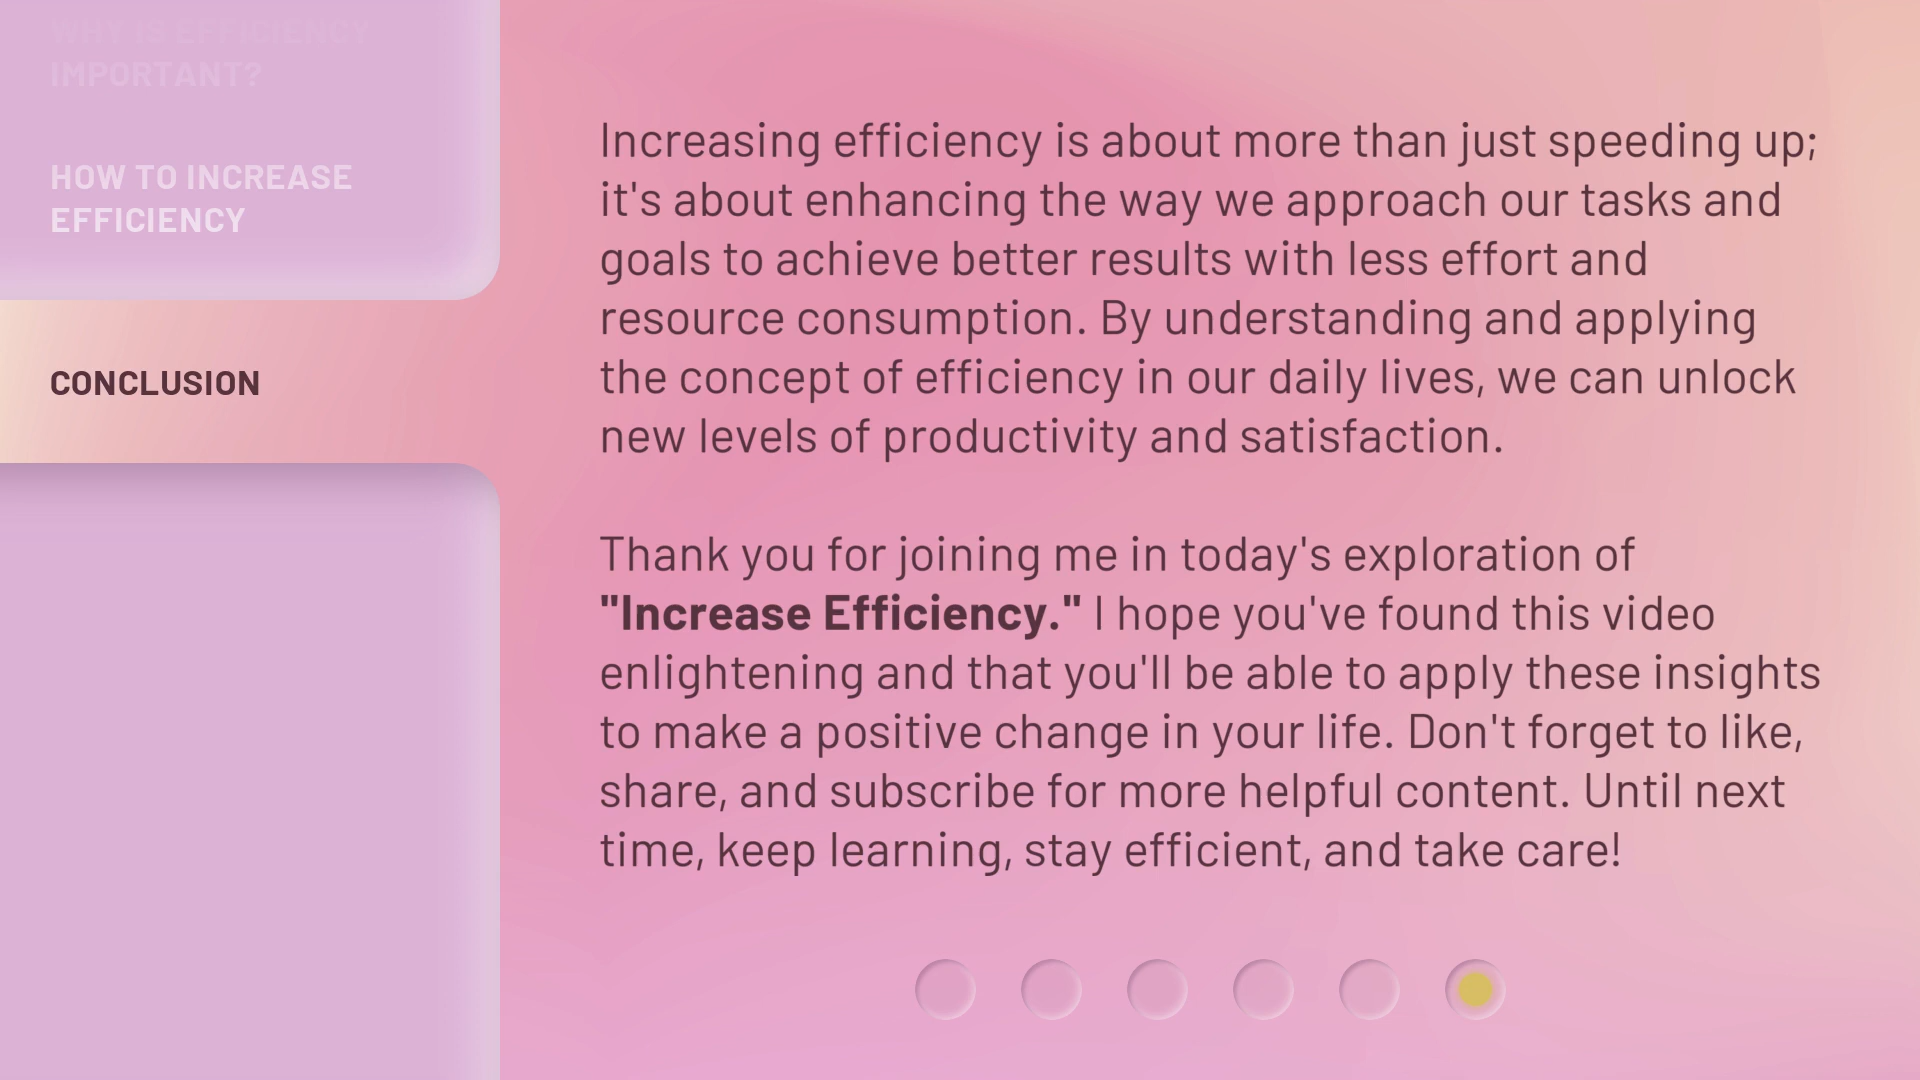 WHY IS EFFICIENCY
IMPORTANT?
HOW TO INCREASE
EFFICIENCY
CONCLUSION
Increasing efficiency is about more than just speeding up;
it's about enhancing the way we approach our tasks and
goals to achieve better results with less effort and
resource consumption. By understanding and applying
the concept of efficiency in our daily lives, we can unlock
new levels of productivity and satisfaction.
Thank you for joining me in today's exploration of
"Increase Efficiency." I hope you've found this video
enlightening and that you'll be able to apply these insights
to make a positive change in your life. Don't forget to like,
share, and subscribe for more helpful content. Until next
time, keep learning, stay efficient, and take care!